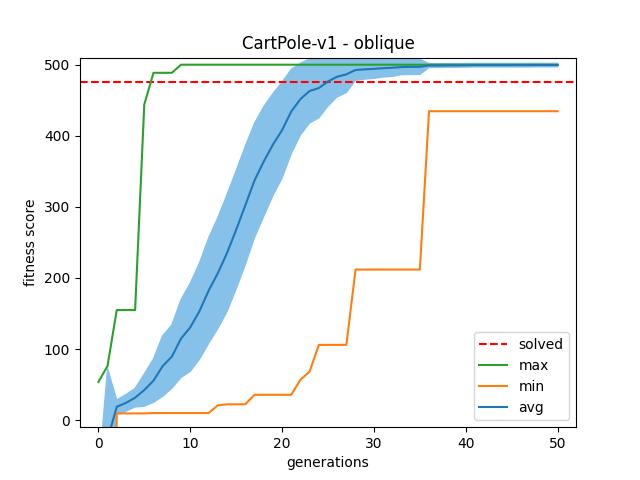 CartPole-v1 - oblique
500
400
300
200
100
0
fitness score
solved
max
min
avg
0 10 20 30 40 50
generations